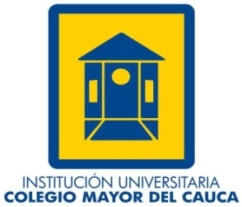 INSTITUCIÓN UNIVERSITARIA
COLEGIO MAYOR DEL CAUCA